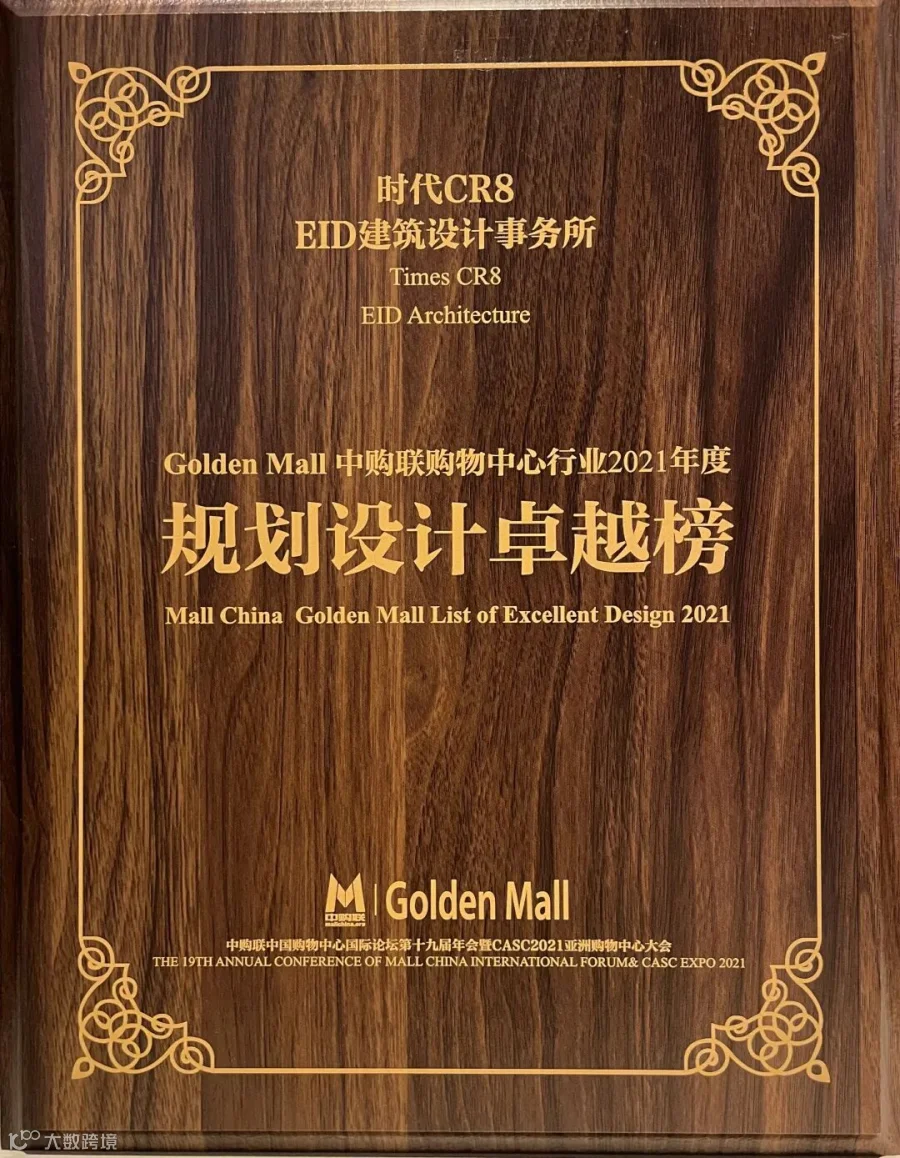 时代CR8
EID建筑设计事务所
Times CR8
EID Architecture
Golden Mall 中购联购物中心行业2021年度
规划设计卓越榜
Mall China Golden Mall List of Excellent Design 2021
中购联
mallchina.org
Golden Mall
中购联中国购物中心国际论坛第十九届年会暨CASC2021亚洲购物中心大会
THE 19TH ANNUAL CONFERENCE OF MALL CHINA INTERNATIONAL FORUM& CASC EXPO 2021
大数跨境